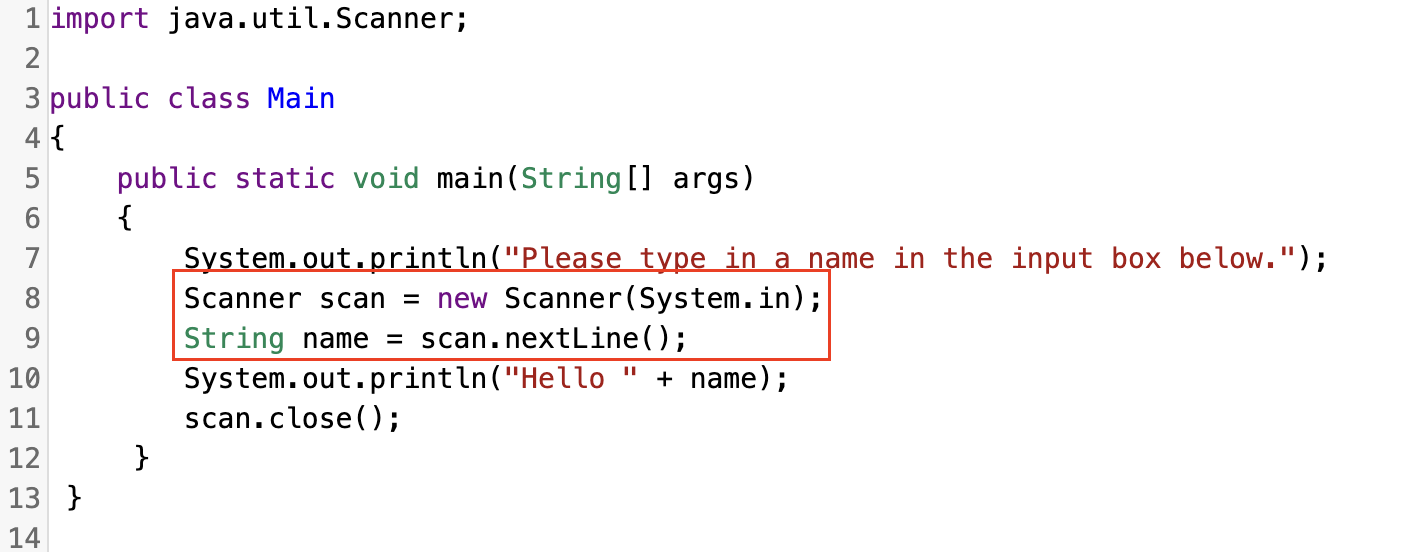 1 import java.util.Scanner;
2
3 public class Main
4 {
5     public static void main(String[] args)
6     {
7         System.out.println("Please type in a name in the input box below.");
8         Scanner scan = new Scanner(System.in);
9         String name = scan.nextLine();
10         System.out.println("Hello " + name);
11         scan.close();
12      }
13  }
14